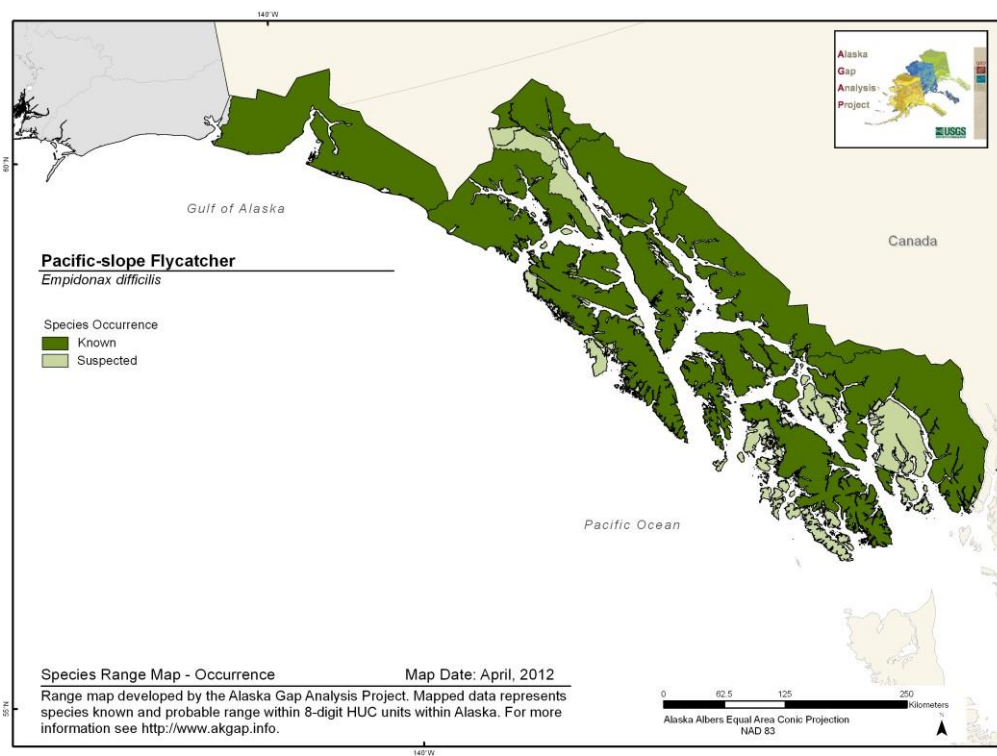 148°W
Alaska
Gap
Analysis
Project
USGS
60°N
Gulf of Alaska
Canada
Pacific-slope Flycatcher
Empidonax difficilis
Species Occurrence
Known
Suspected
Pacific Ocean
Species Range Map - Occurrence Map Date: April, 2012
Range map developed by the Alaska Gap Analysis Project. Mapped data represents
species known and probable range within 8-digit HUC units within Alaska. For more
information see http://www.akgap.info.
0 62.5 125 250
Kilometers
Alaska Albers Equal Area Conic Projection
NAD 83
N
55°N